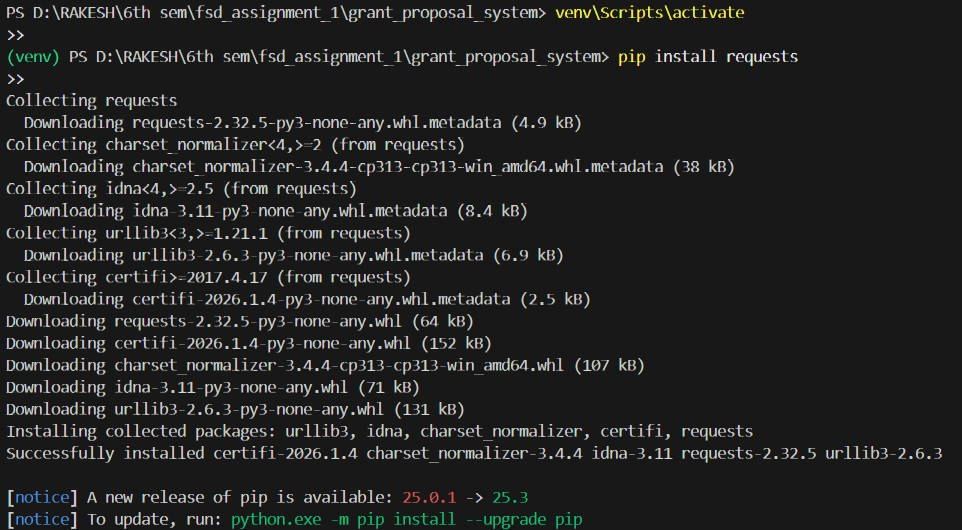 PS D:\RAKESH\6th sem\fsd_assignment_1\grant_proposal_system> venv\Scripts\activate
>>
(venv) PS D:\RAKESH\6th sem\fsd_assignment_1\grant_proposal_system> pip install requests
>>
Collecting requests
  Downloading requests-2.32.5-py3-none-any.whl.metadata (4.9 kB)
Collecting charset_normalizer<4,>=2 (from requests)
  Downloading charset_normalizer-3.4.4-cp313-cp313-win_amd64.whl.metadata (38 kB)
Collecting idna<4,>=2.5 (from requests)
  Downloading idna-3.11-py3-none-any.whl.metadata (8.4 kB)
Collecting urllib3<3,>=1.21.1 (from requests)
  Downloading urllib3-2.6.3-py3-none-any.whl.metadata (6.9 kB)
Collecting certifi>=2017.4.17 (from requests)
  Downloading certifi-2026.1.4-py3-none-any.whl.metadata (2.5 kB)
Downloading requests-2.32.5-py3-none-any.whl (64 kB)
Downloading certifi-2026.1.4-py3-none-any.whl (152 kB)
Downloading charset_normalizer-3.4.4-cp313-cp313-win_amd64.whl (107 kB)
Downloading idna-3.11-py3-none-any.whl (71 kB)
Downloading urllib3-2.6.3-py3-none-any.whl (131 kB)
Installing collected packages: urllib3, idna, charset_normalizer, certifi, requests
Successfully installed certifi-2026.1.4 charset_normalizer-3.4.4 idna-3.11 requests-2.32.5 urllib3-2.6.3

[notice] A new release of pip is available: 25.0.1 -> 25.3
[notice] To update, run: python.exe -m pip install --upgrade pip